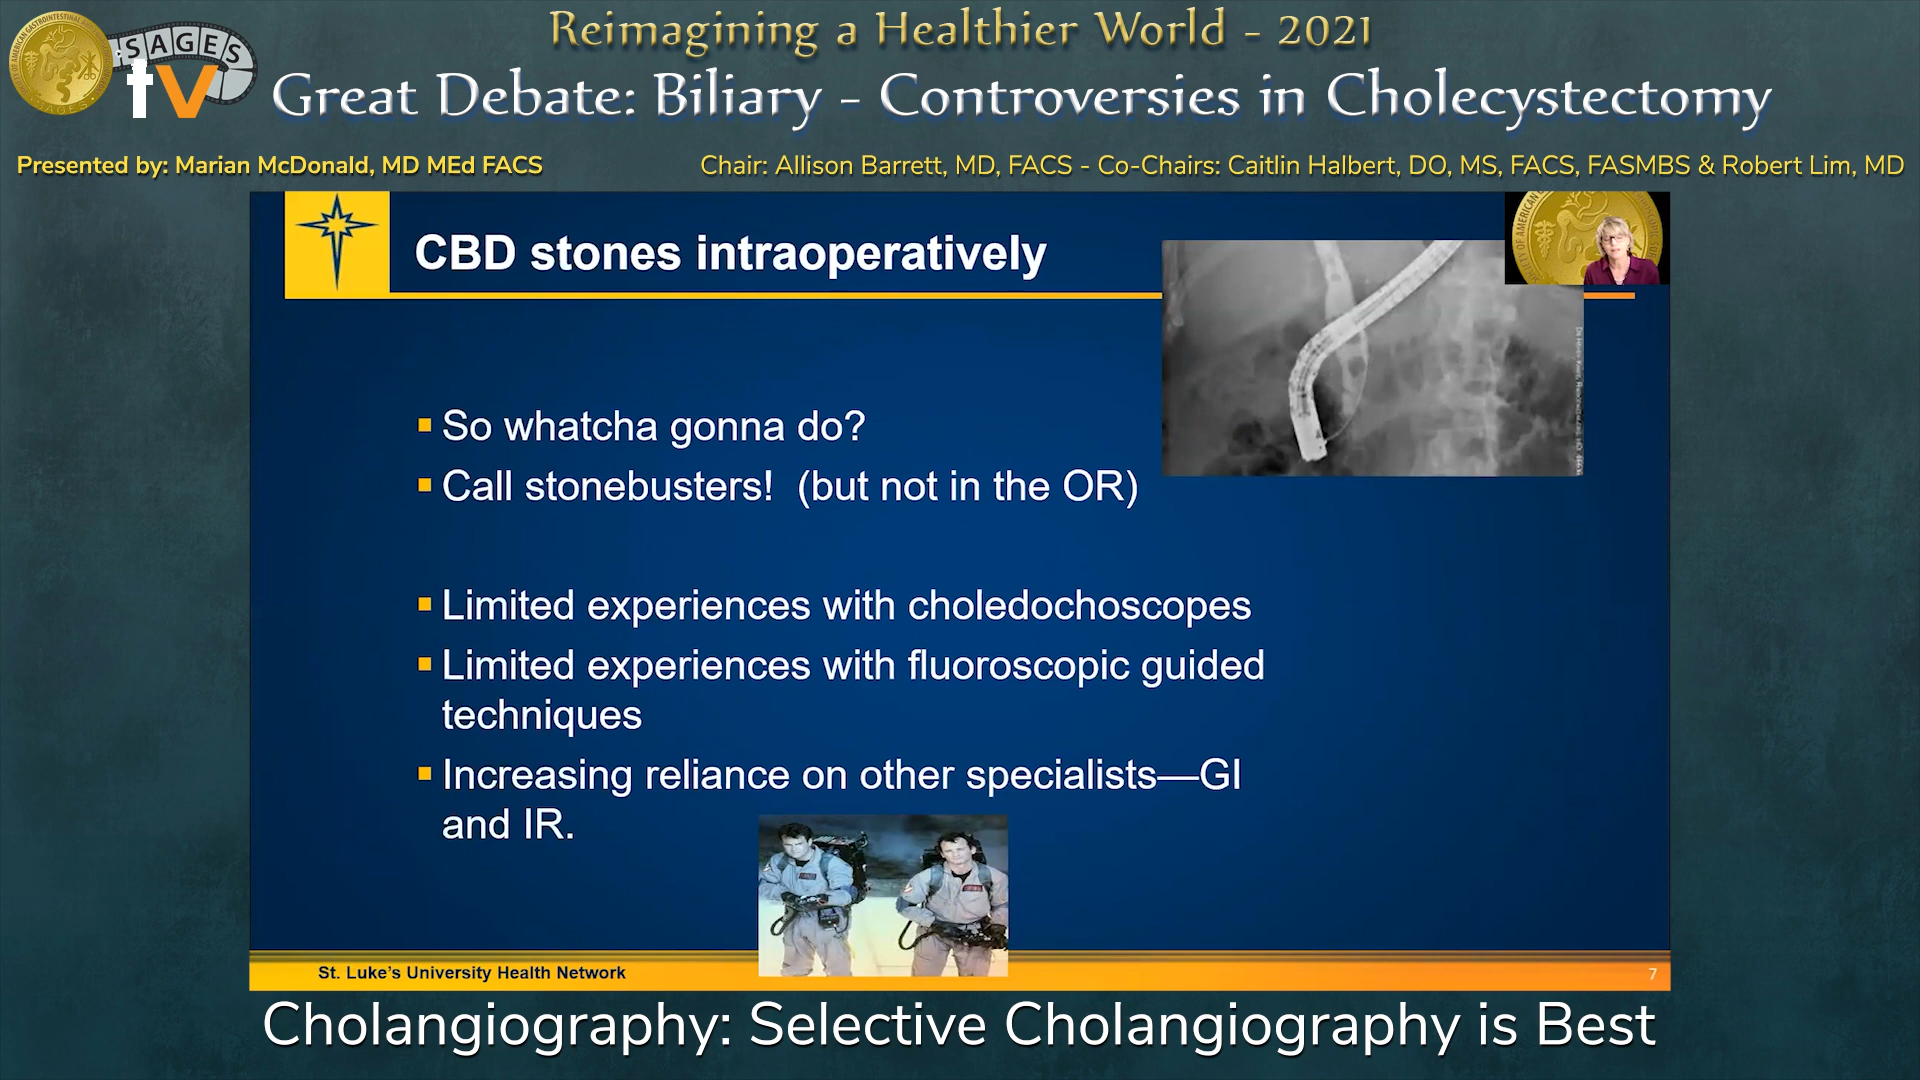 Reimagining a Healthier World - 2021
SAGES
tv
Great Debate: Biliary - Controversies in Cholecystectomy
Presented by: Marian McDonald, MD MEd FACS
Chair: Allison Barrett, MD, FACS - Co-Chairs: Caitlin Halbert, DO, MS, FACS, FASMBS & Robert Lim, MD
CBD stones intraoperatively
▪ So whatcha gonna do?
▪ Call stonebusters! (but not in the OR)
▪ Limited experiences with choledochoscopes
▪ Limited experiences with fluoroscopic guided
techniques
▪ Increasing reliance on other specialists—GI
and IR.
St. Luke's University Health Network
7
Cholangiography: Selective Cholangiography is Best